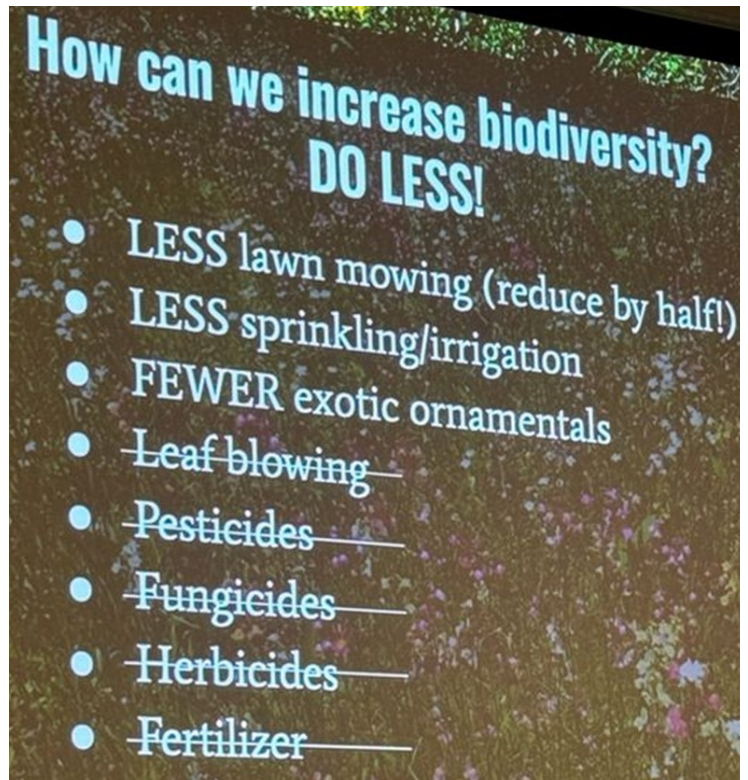 How can we increase biodiversity?
DO LESS!
• LESS lawn mowing (reduce by half!)
• LESS sprinkling/irrigation
• FEWER exotic ornamentals
• ~~Leaf blowing~~
• ~~Pesticides~~
• ~~Fungicides~~
• ~~Herbicides~~
• ~~Fertilizer~~